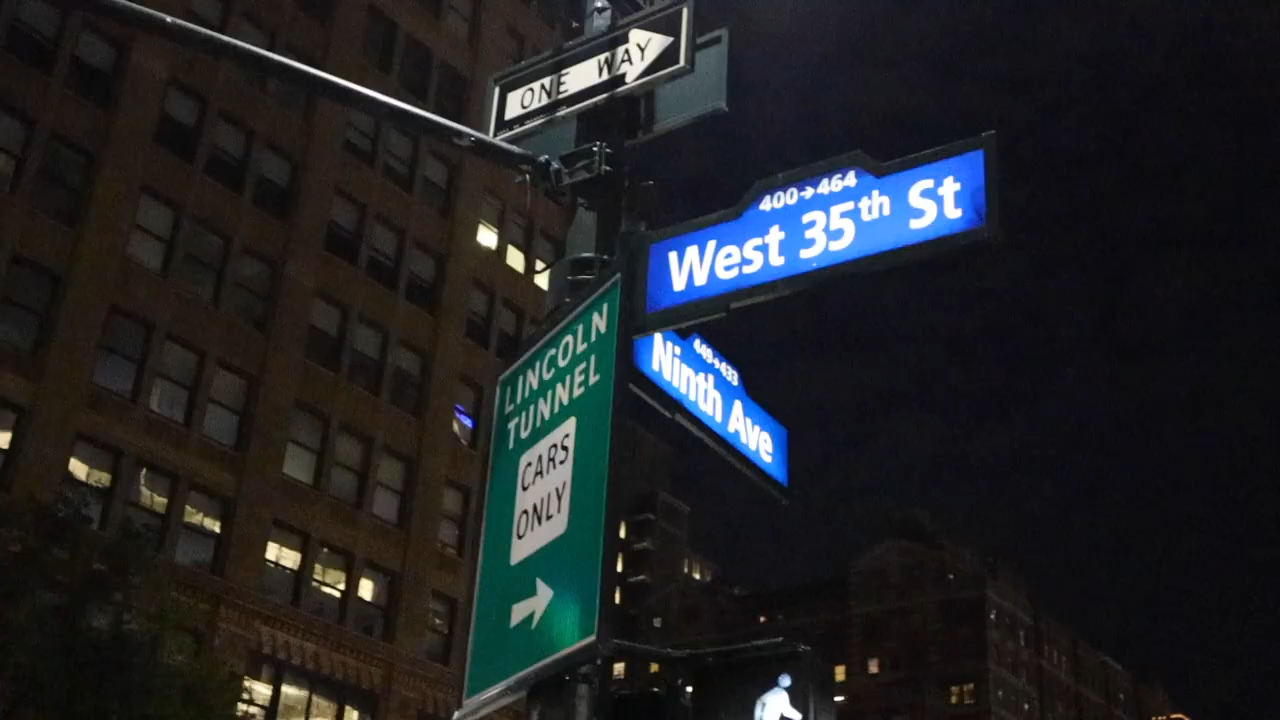 ONE WAY
400→464
West 35th St
449→433
Ninth Ave
LINCOLN
TUNNEL
CARS
ONLY